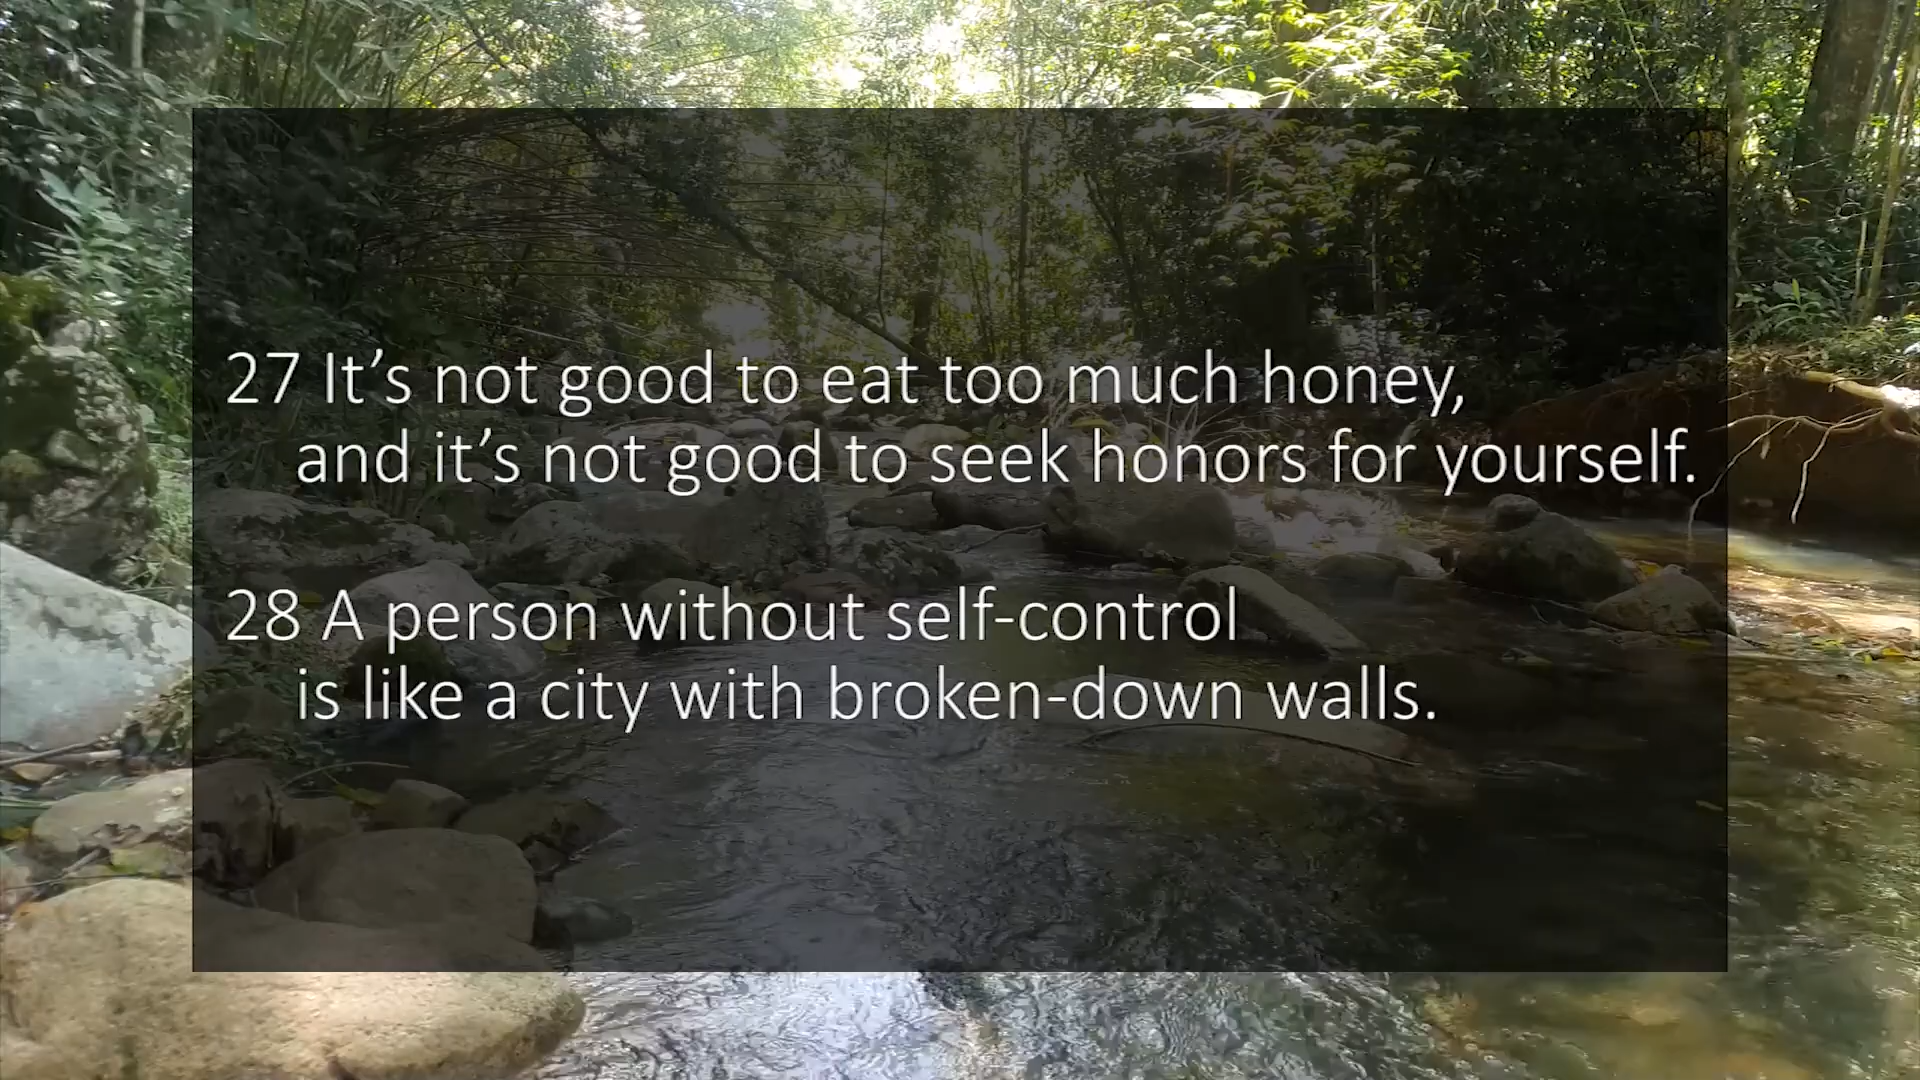 27 It’s not good to eat too much honey,
and it’s not good to seek honors for yourself.
28 A person without self-control
is like a city with broken-down walls.